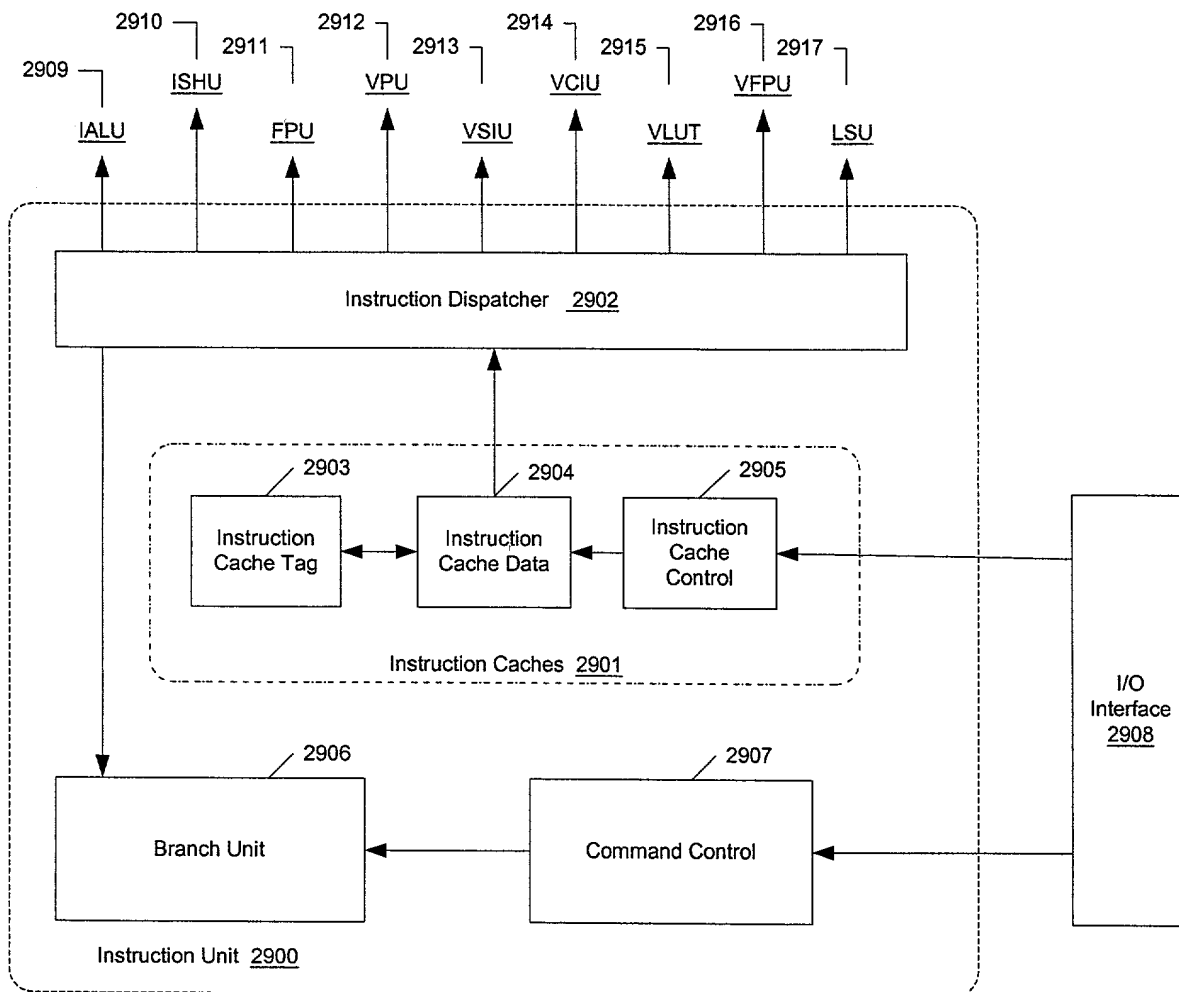 2910
2912
2914
2916
2909
2911
2913
2915
2917
ISHU
VPU
VCIU
VFPU
IALU
FPU
VSIU
VLUT
LSU
Instruction Dispatcher 2902
2903
2904
2905
Instruction
Cache Tag
Instruction
Cache Data
Instruction
Cache
Control
Instruction Caches 2901
I/O
Interface
2908
2906
2907
Branch Unit
Command Control
Instruction Unit 2900